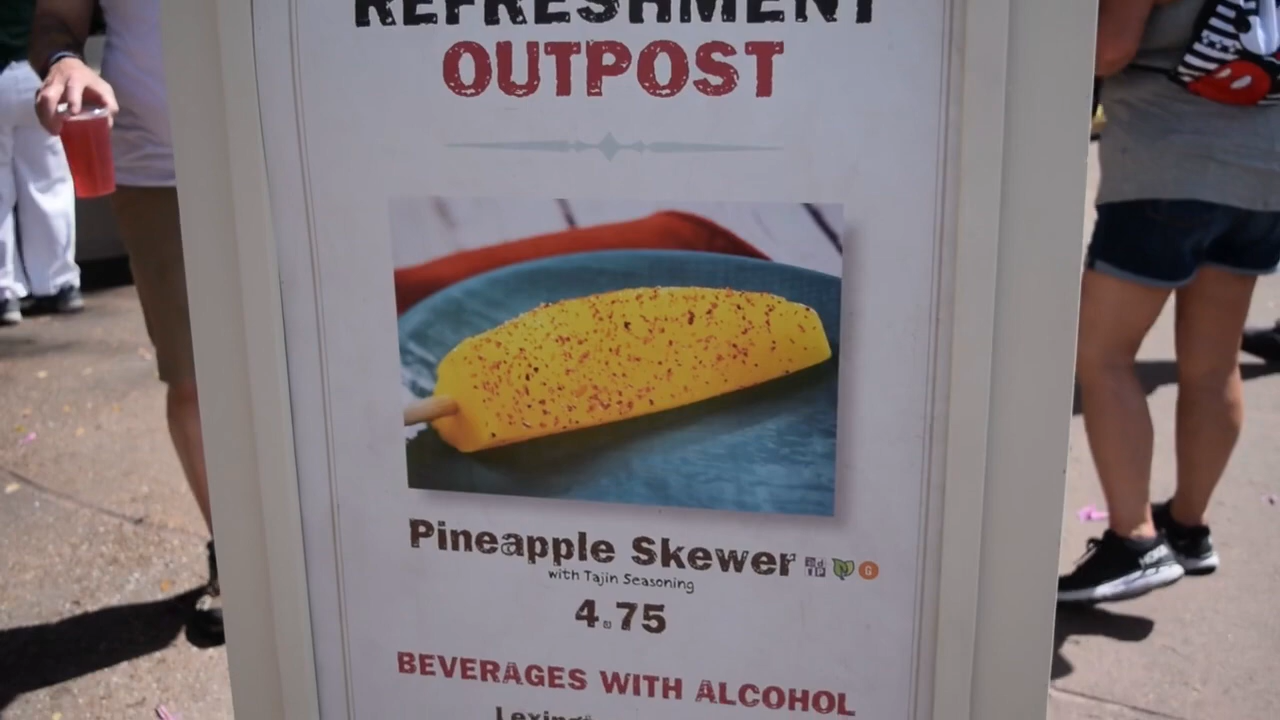 REFRESHMENT
OUTPOST
Pineapple Skewer
with Tajin Seasoning
4.75
BEVERAGES WITH ALCOHOL